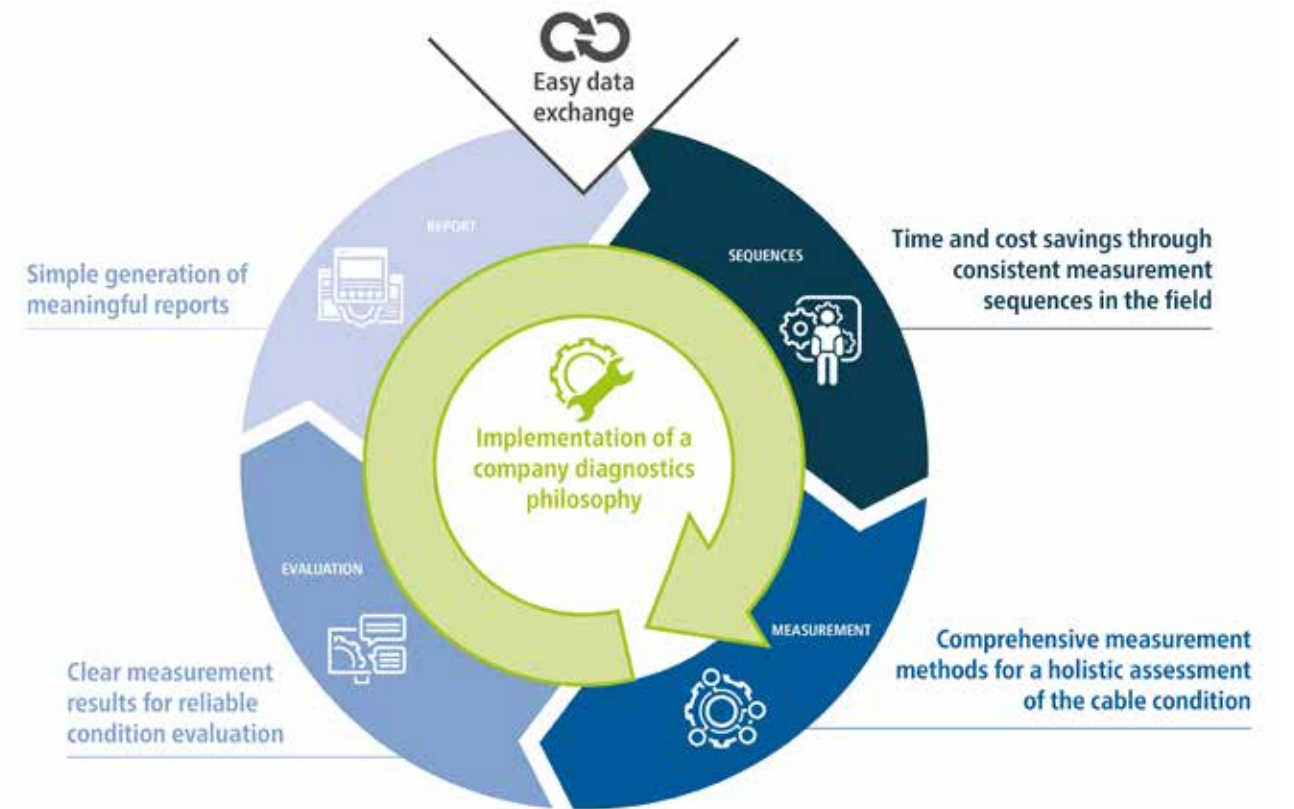 Easy data
exchange
REPORT
SEQUENCES
Time and cost savings through
consistent measurement
sequences in the field
Simple generation of
meaningful reports
Implementation of a
company diagnostics
philosophy
EVALUATION
MEASUREMENT
Comprehensive measurement
methods for a holistic assessment
of the cable condition
Clear measurement
results for reliable
condition evaluation